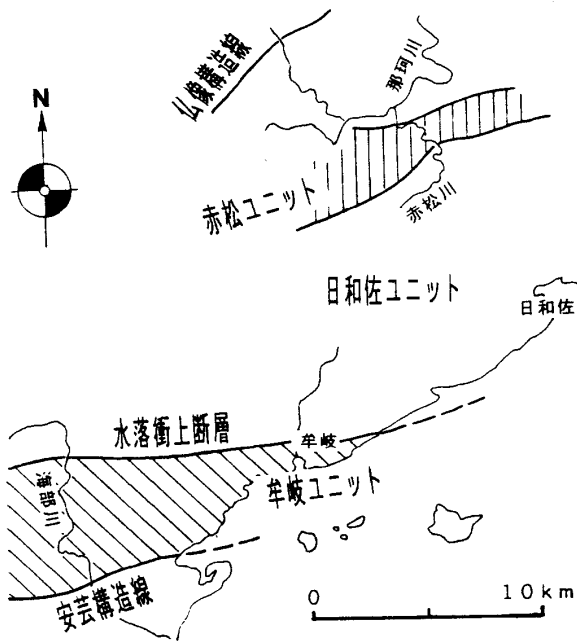 仏像構造線
那珂川
N
赤松ユニット
赤松川
日和佐ユニット
日和佐
水落衝上断層
牟岐
海部川
牟岐ユニット
安芸構造線
0 10km